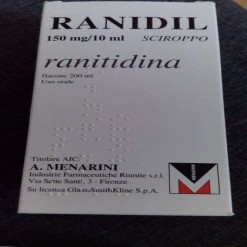 RANIDIL
150 mg/10 ml SCIROPPO
ranitidina
flacone 200 ml
Uso orale
Titolare AIC:
A. MENARINI
Industrie Farmaceutiche Riunite s.r.l.
Via Sette Santi, 3 - Firenze
Su licenza GlaxoSmithKline S.p.A.
MENARINI